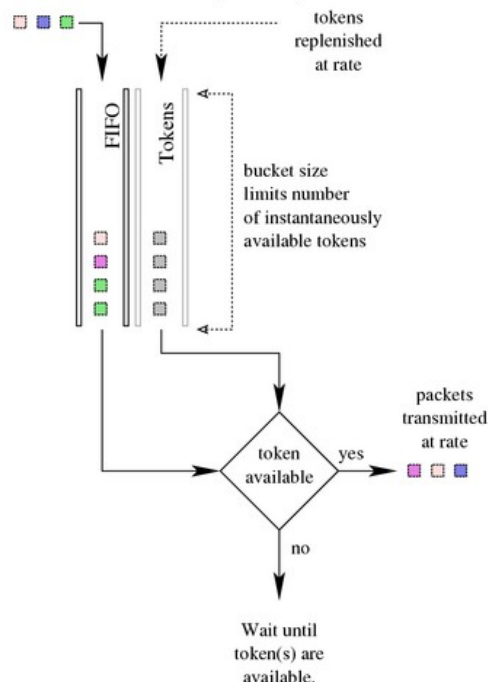 tokens
replenished
at rate
FIFO
Tokens
bucket size
limits number
of instantaneously
available tokens
packets
transmitted
at rate
token
available
yes
no
Wait until
token(s) are
available.